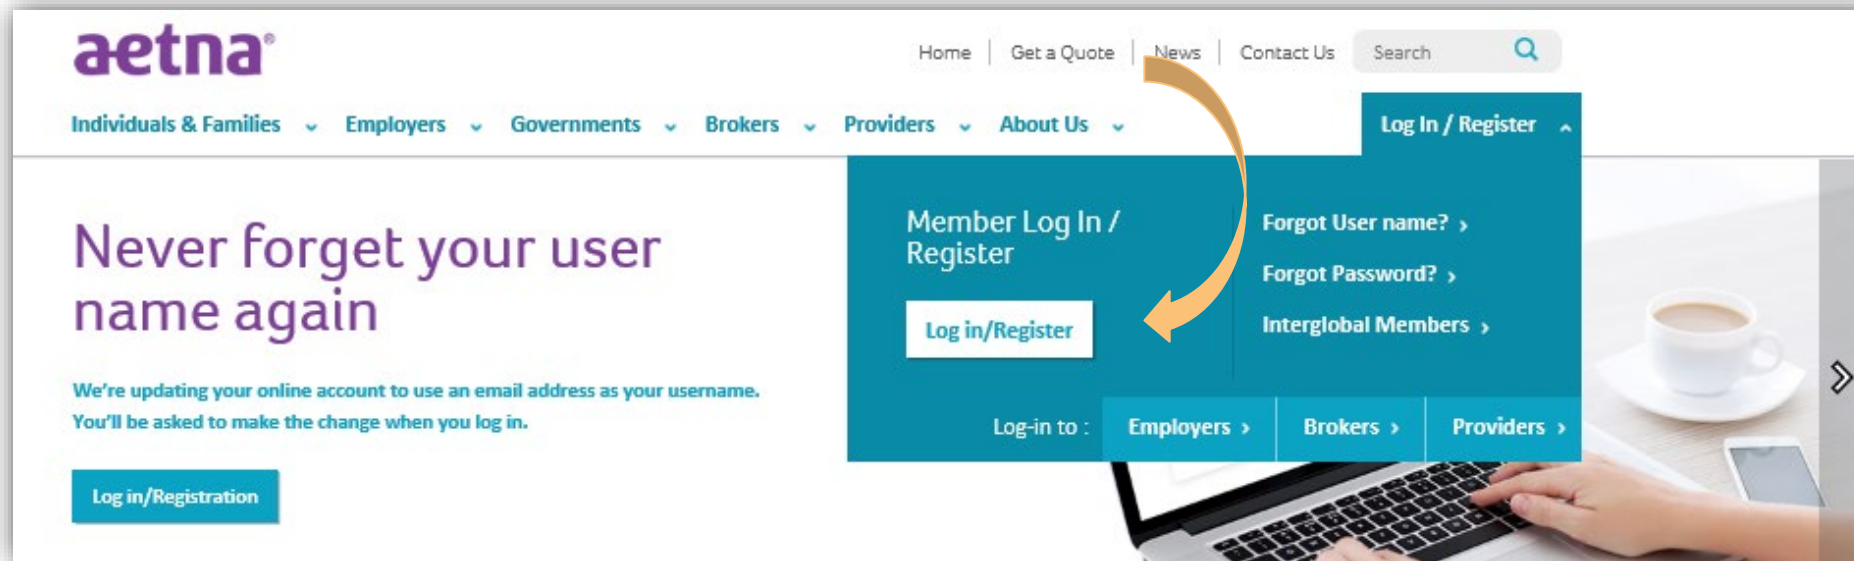 aetna®
Home | Get a Quote | News | Contact Us Search
Individuals & Families Employers Governments Brokers Providers About Us Log In / Register
Never forget your user
name again
We're updating your online account to use an email address as your username.
You'll be asked to make the change when you log in.
Log in/Registration
Member Log In /
Register
Log in/Register
Forgot User name? ›
Forgot Password? ›
Interglobal Members ›
Log-in to : Employers › Brokers › Providers ›